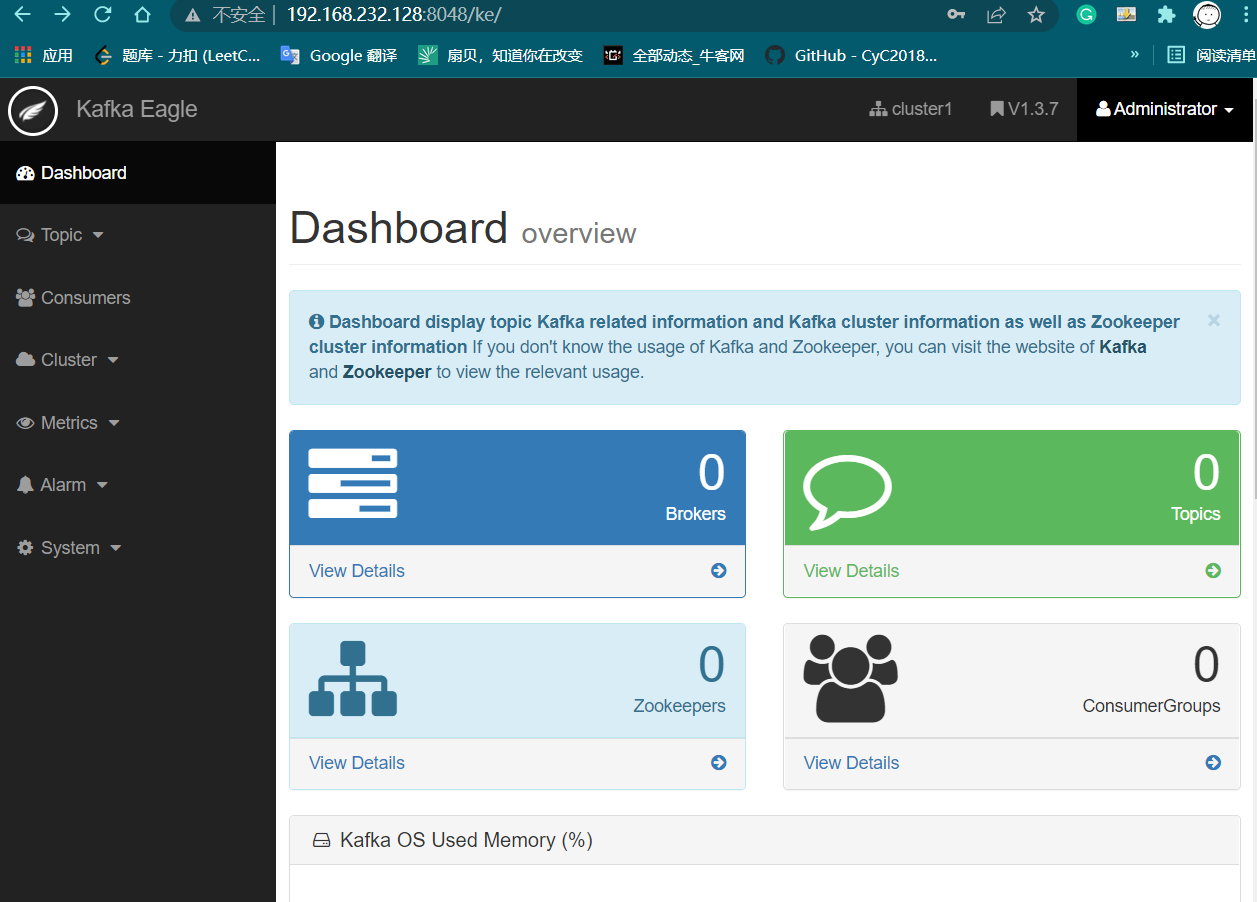 不安全 192.168.232.128:8048/ke/
应用 题库 - 力扣 (LeetC... Google 翻译 扇贝，知道你在改变 全部动态_牛客网 GitHub - CyC2018... » 阅读清单
Kafka Eagle cluster1 V1.3.7 Administrator
Dashboard
Topic
Consumers
Cluster
Metrics
Alarm
System
Dashboard overview
Dashboard display topic Kafka related information and Kafka cluster information as well as Zookeeper ×
cluster information If you don't know the usage of Kafka and Zookeeper, you can visit the website of Kafka
and Zookeeper to view the relevant usage.
0
Brokers
View Details
0
Topics
View Details
0
Zookeepers
View Details
0
ConsumerGroups
View Details
Kafka OS Used Memory (%)